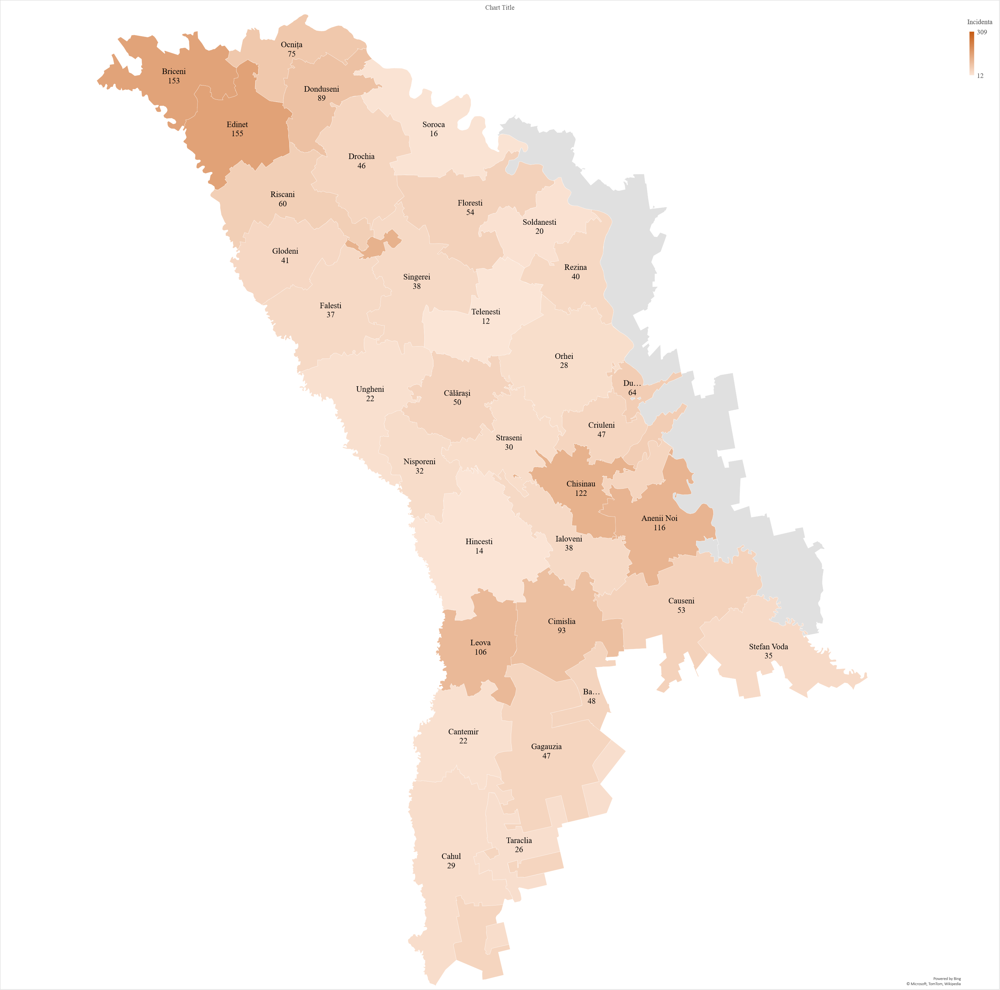 Chart Title
Incidenta
309
12
Ocnița
75
Briceni
153
Donduseni
89
Edinet
155
Soroca
16
Drochia
46
Riscani
60
Floresti
54
Soldanesti
20
Glodeni
41
Rezina
40
Singerei
38
Falesti
37
Telenesti
12
Orhei
28
Ungheni
22
Călărași
50
Du...
64
Criuleni
47
Straseni
30
Nisporeni
32
Chisinau
122
Anenii Noi
116
Ialoveni
38
Hincesti
14
Causeni
53
Cimislia
93
Leova
106
Stefan Voda
35
Ba...
48
Cantemir
22
Gagauzia
47
Taraclia
26
Cahul
29
Powered by Bing
© Microsoft, TomTom, Wikipedia